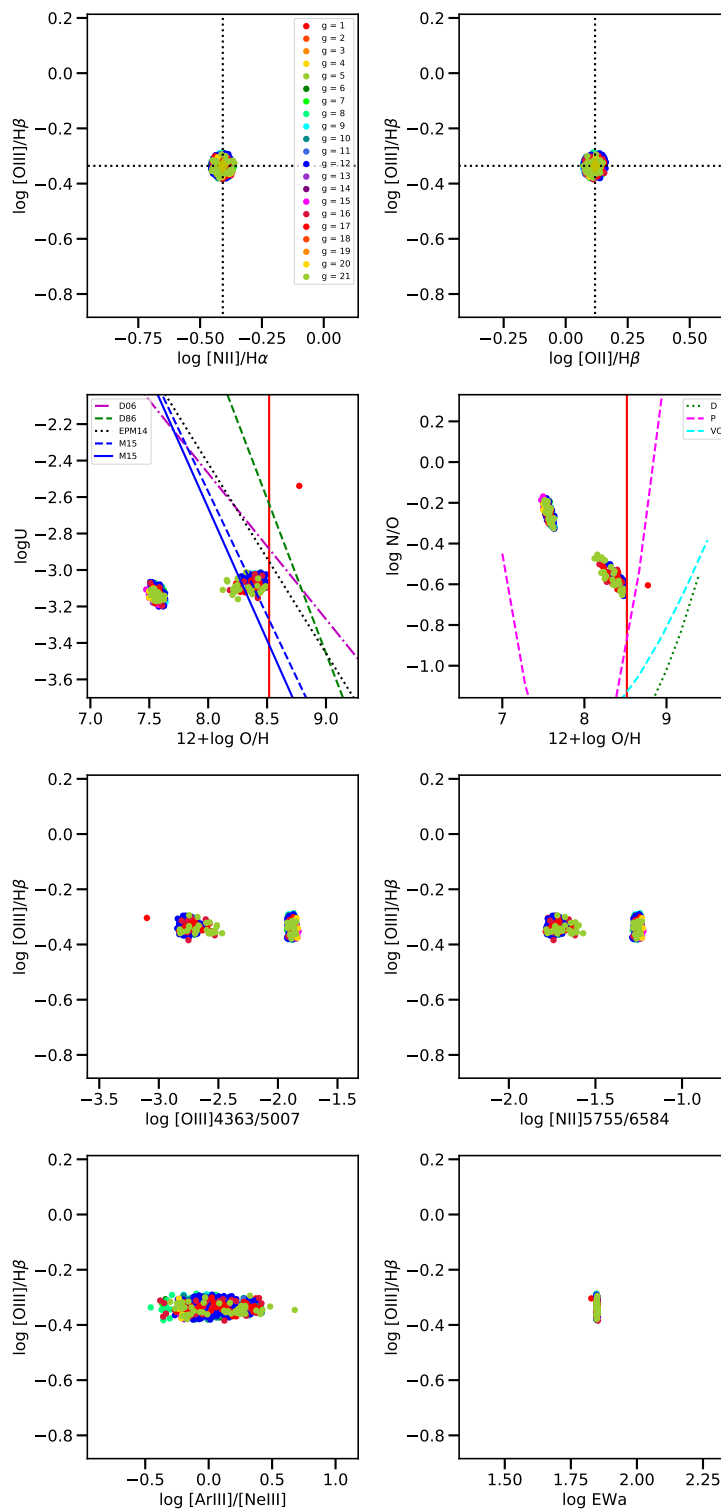 0.2
0.0
−0.2
−0.4
−0.6
−0.8
log [OIII]/Hβ
−0.75
−0.50
−0.25
0.00
log [NII]/Hα
g = 1
g = 2
g = 3
g = 4
g = 5
g = 6
g = 7
g = 8
g = 9
g = 10
g = 11
g = 12
g = 13
g = 14
g = 15
g = 16
g = 17
g = 18
g = 19
g = 20
g = 21
0.2
0.0
−0.2
−0.4
−0.6
−0.8
log [OIII]/Hβ
−0.25
0.00
0.25
0.50
log [OII]/Hβ
D06
D86
EPM14
M15
M15
−2.2
−2.4
−2.6
−2.8
−3.0
−3.2
−3.4
−3.6
logU
7.0
7.5
8.0
8.5
9.0
12+log O/H
D
P
VC
0.2
0.0
−0.2
−0.4
−0.6
−0.8
−1.0
log N/O
7
8
9
12+log O/H
0.2
0.0
−0.2
−0.4
−0.6
−0.8
log [OIII]/Hβ
−3.5
−3.0
−2.5
−2.0
−1.5
log [OIII]4363/5007
0.2
0.0
−0.2
−0.4
−0.6
−0.8
log [OIII]/Hβ
−2.0
−1.5
−1.0
log [NII]5755/6584
0.2
0.0
−0.2
−0.4
−0.6
−0.8
log [OIII]/Hβ
−0.5
0.0
0.5
1.0
log [ArIII]/[NeIII]
0.2
0.0
−0.2
−0.4
−0.6
−0.8
log [OIII]/Hβ
1.50
1.75
2.00
2.25
log EWa